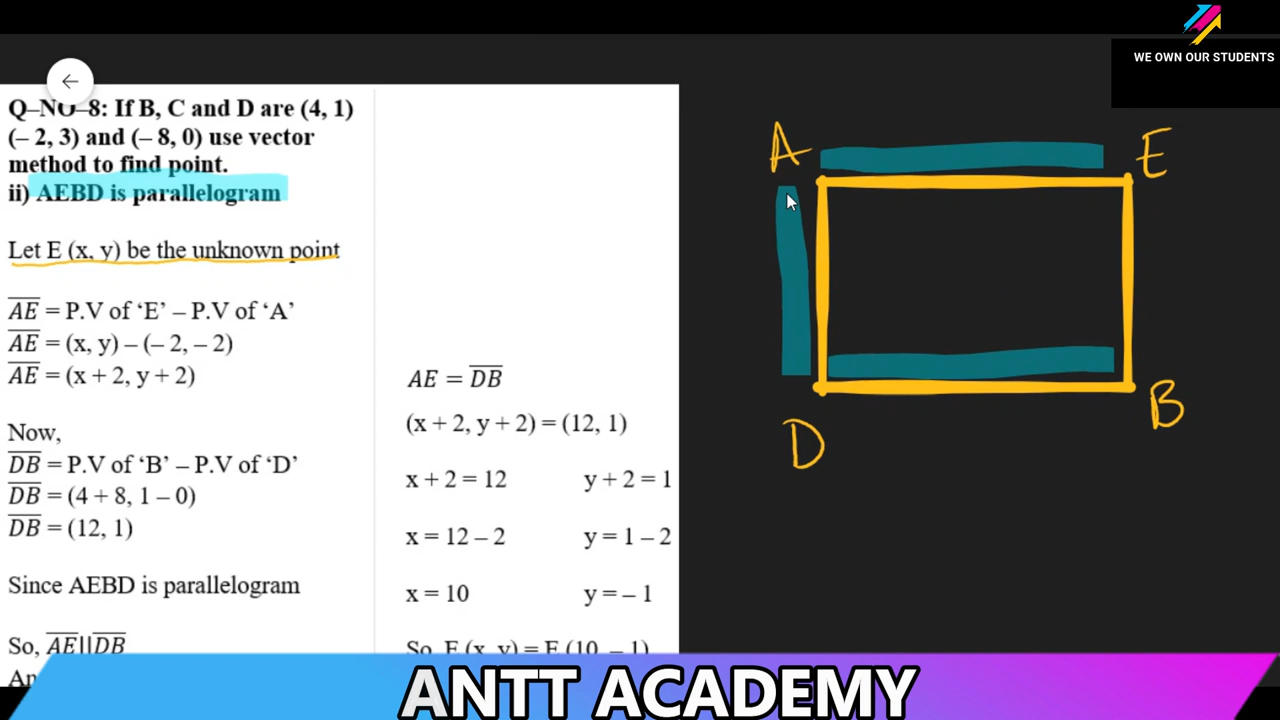 WE OWN OUR STUDENTS
Q–NO–8: If B, C and D are (4, 1)
(– 2, 3) and (– 8, 0) use vector
method to find point.
ii) AEBD is parallelogram
Let E (x, y) be the unknown point
AE = P.V of ‘E’ – P.V of ‘A’
AE = (x, y) – (– 2, – 2)
AE = (x + 2, y + 2)
Now,
DB = P.V of ‘B’ – P.V of ‘D’
DB = (4 + 8, 1 – 0)
DB = (12, 1)
Since AEBD is parallelogram
So, AE||DB
An
AE = DB
(x + 2, y + 2) = (12, 1)
x + 2 = 12 y + 2 = 1
x = 12 – 2 y = 1 – 2
x = 10 y = – 1
So, E (x, y) = E (10, – 1)
A E
D B
ANTT ACADEMY